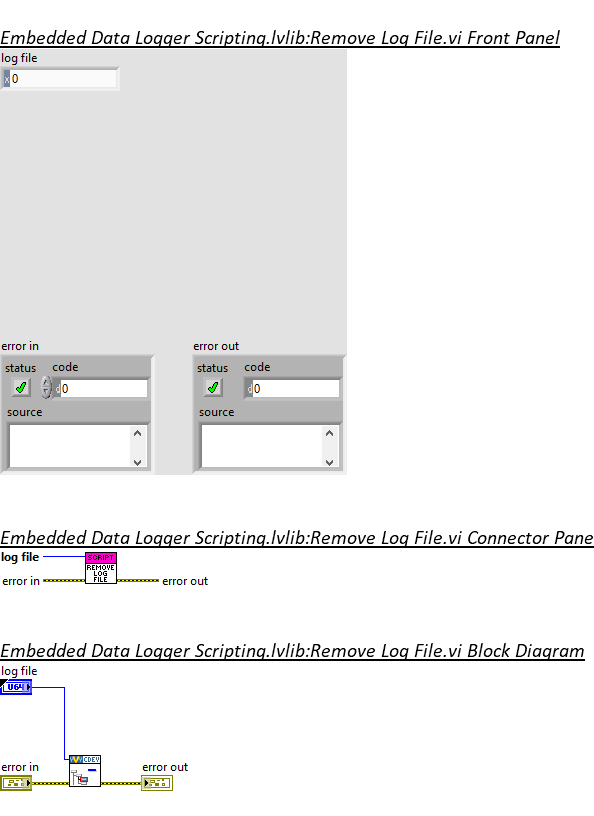 Embedded Data Logger Scripting.lvlib:Remove Log File.vi Front Panel
log file
x 0
error in
error out
status code
status code
d 0
d 0
source
source
Embedded Data Logger Scripting.lvlib:Remove Log File.vi Connector Pane
log file
SCRIPT
REMOVE
LOG
FILE
error in
error out
Embedded Data Logger Scripting.lvlib:Remove Log File.vi Block Diagram
log file
U64
error in
error out
CDEV